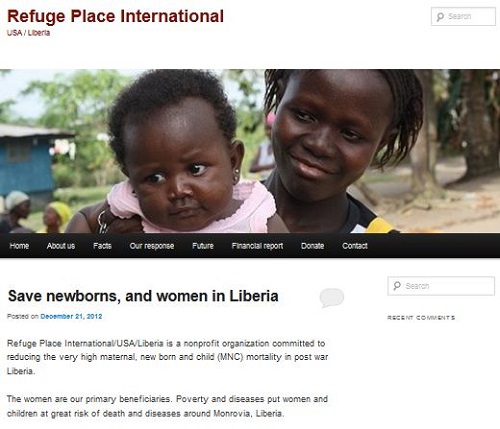 Refuge Place International
Search
USA / Liberia
Home About us Facts Our response Future Financial report Donate Contact
Search
Save newborns, and women in Liberia
Posted on December 21, 2012
RECENT COMMENTS
Refuge Place International/USA/Liberia is a nonprofit organization committed to
reducing the very high maternal, new born and child (MNC) mortality in post war
Liberia.
The women are our primary beneficiaries. Poverty and diseases put women and
children at great risk of death and diseases around Monrovia, Liberia.